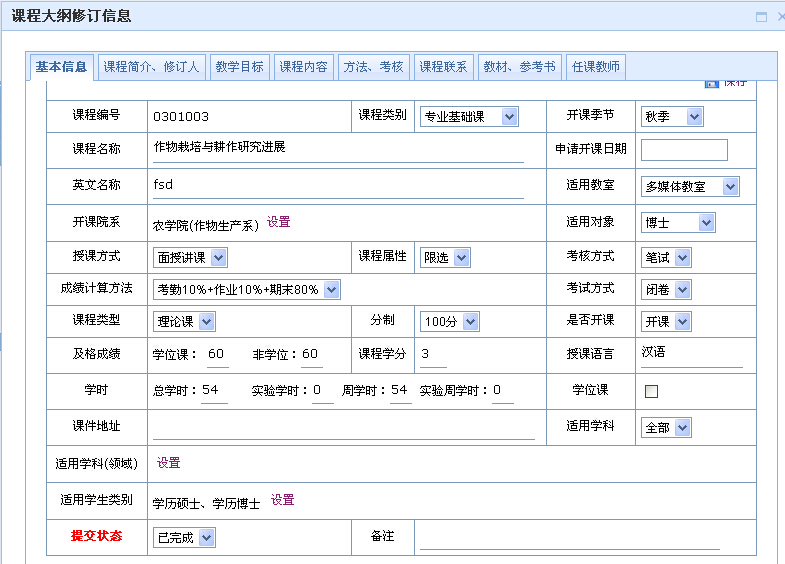 课程大纲修订信息
基本信息 课程简介、修订人 教学目标 课程内容 方法、考核 课程联系 教材、参考书 任课教师
保存
课程编号 0301003 课程类别 专业基础课 开课季节 秋季
课程名称 作物栽培与耕作研究进展 申请开课日期
英文名称 fsd 适用教室 多媒体教室
开课院系 农学院(作物生产系) 设置 适用对象 博士
授课方式 面授讲课 课程属性 限选 考核方式 笔试
成绩计算方法 考勤10%+作业10%+期末80% 考试方式 闭卷
课程类型 理论课 分制 100分 是否开课 开课
及格成绩 学位课： 60 非学位：60 课程学分 3 授课语言 汉语
学时 总学时：54 实验学时：0 周学时：54 实验周学时：0 学位课
课件地址 适用学科 全部
适用学科(领域) 设置
适用学生类别 学历硕士、学历博士 设置
提交状态 已完成 备注